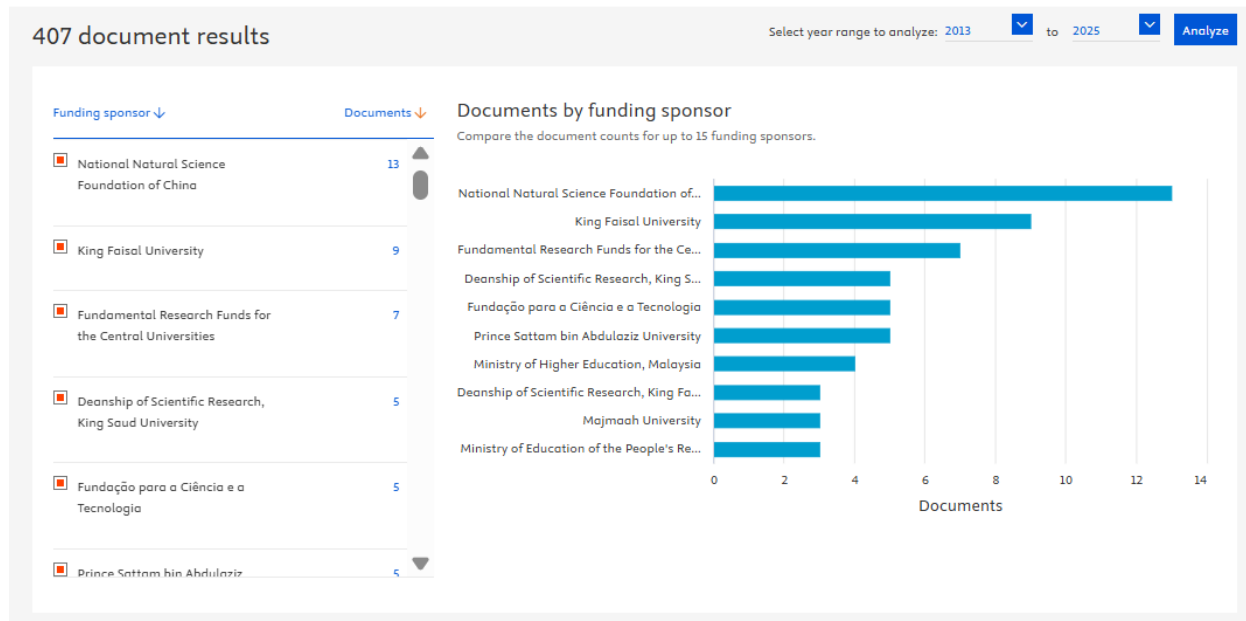 407 document results
Select year range to analyze: 2013 to 2025 Analyze
Funding sponsor Documents
National Natural Science
Foundation of China
13
King Faisal University 9
Fundamental Research Funds for
the Central Universities
7
Deanship of Scientific Research,
King Saud University
5
Fundação para a Ciência e a
Tecnologia
5
Prince Sattam bin Abdulaziz 5
Documents by funding sponsor
Compare the document counts for up to 15 funding sponsors.
National Natural Science Foundation of...
King Faisal University
Fundamental Research Funds for the Ce...
Deanship of Scientific Research, King S...
Fundação para a Ciência e a Tecnologia
Prince Sattam bin Abdulaziz University
Ministry of Higher Education, Malaysia
Deanship of Scientific Research, King Fa...
Majmaah University
Ministry of Education of the People's Re...
0 2 4 6 8 10 12 14
Documents